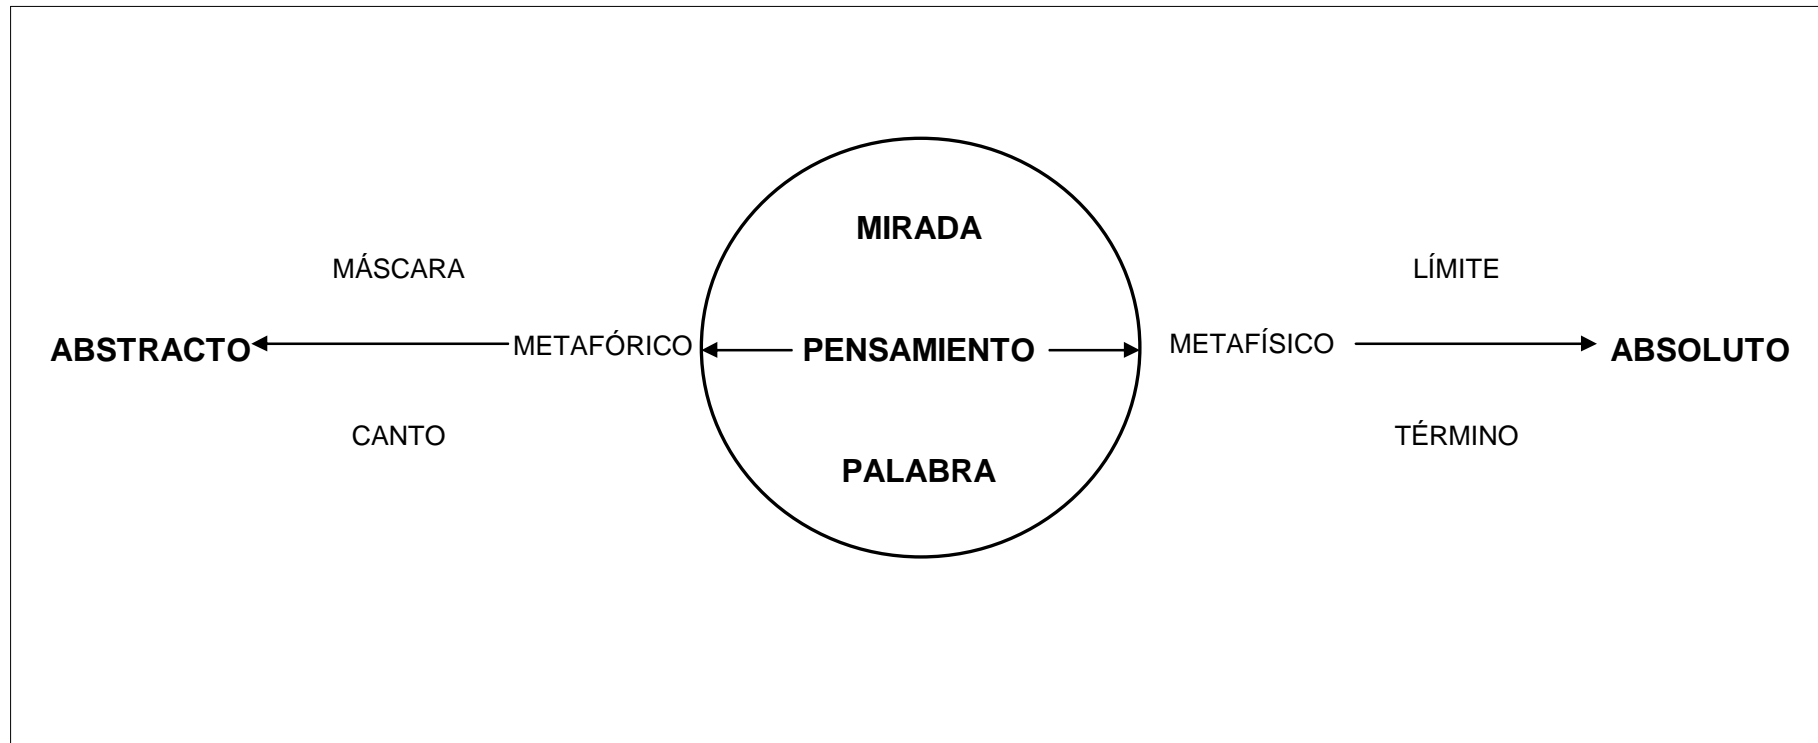 MIRADA
MÁSCARA
LÍMITE
ABSTRACTO METAFÓRICO PENSAMIENTO METAFÍSICO ABSOLUTO
CANTO
TÉRMINO
PALABRA